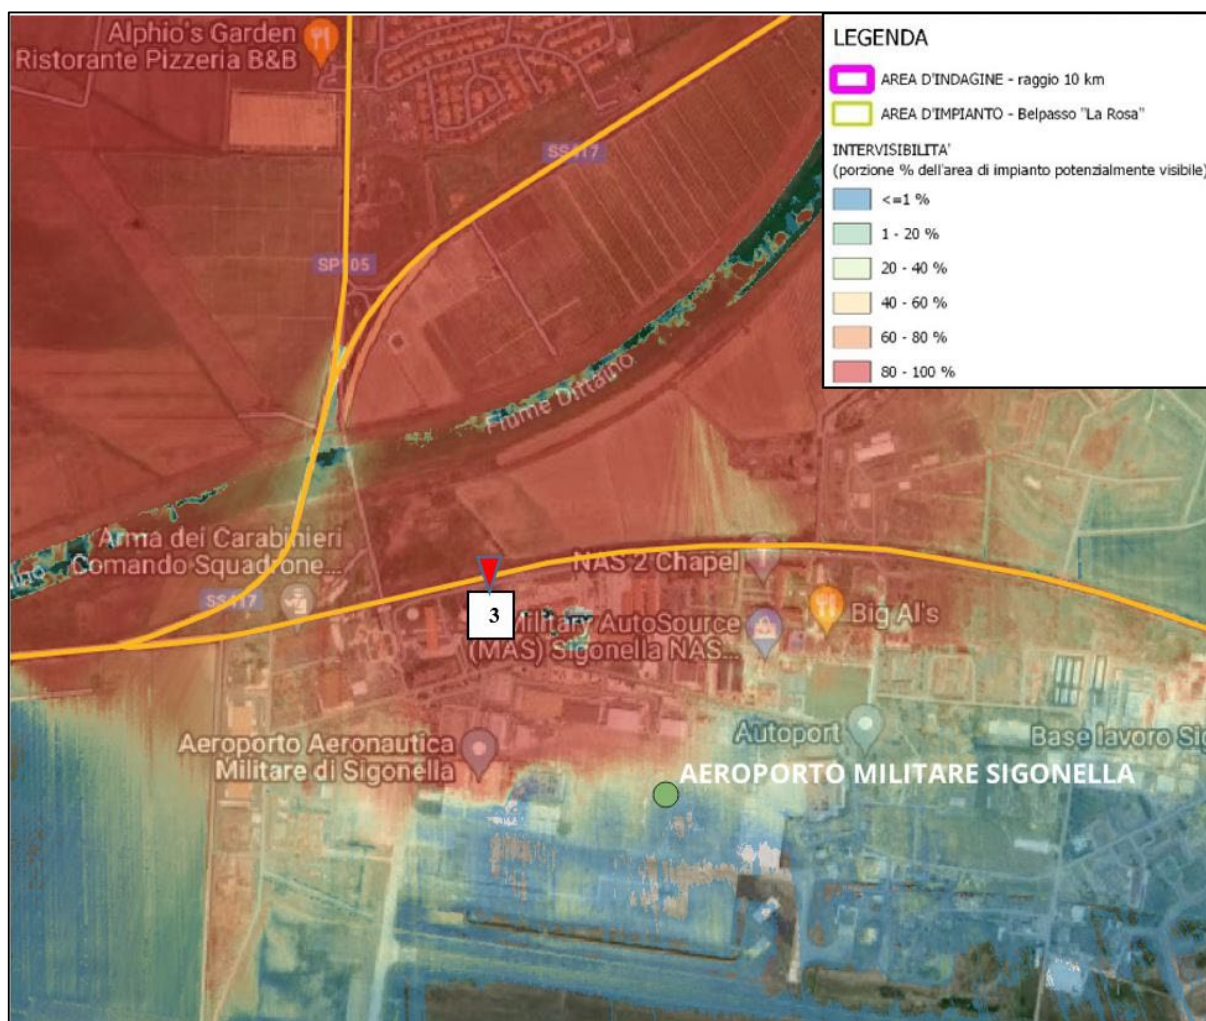 Alphio's Garden
Ristorante Pizzeria B&B
SS417
SP105
Fiume Dittaino
Arma dei Carabinieri
Comando Squadrone...
SS417
NAS 2 Chapel
3
Big Al's
Military AutoSource
(MAS) Sigonella NAS...
Aeroporto Aeronautica
Militare di Sigonella
Autoport
Base lavoro Sig
AEROPORTO MILITARE SIGONELLA
LEGENDA
AREA D'INDAGINE - raggio 10 km
AREA D'IMPIANTO - Belpasso "La Rosa"
INTERVISIBILITA'
(porzione % dell'area di impianto potenzialmente visibile)
<=1 %
1 - 20 %
20 - 40 %
40 - 60 %
60 - 80 %
80 - 100 %